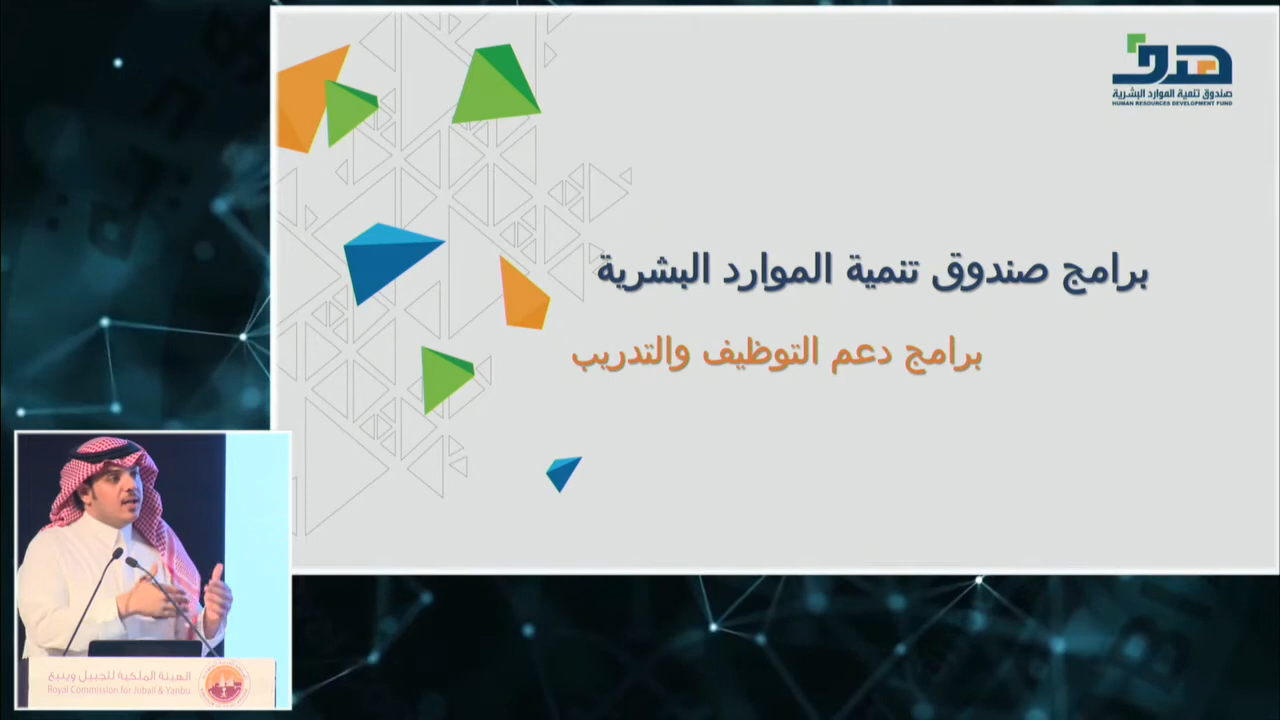 هدف
صندوق تنمية الموارد البشرية
HUMAN RESOURCES DEVELOPMENT FUND
برامج صندوق تنمية الموارد البشرية
برامج دعم التوظيف والتدريب
الهيئة الملكية للجبيل وينبع
Royal Commission for Jubail & Yanbu